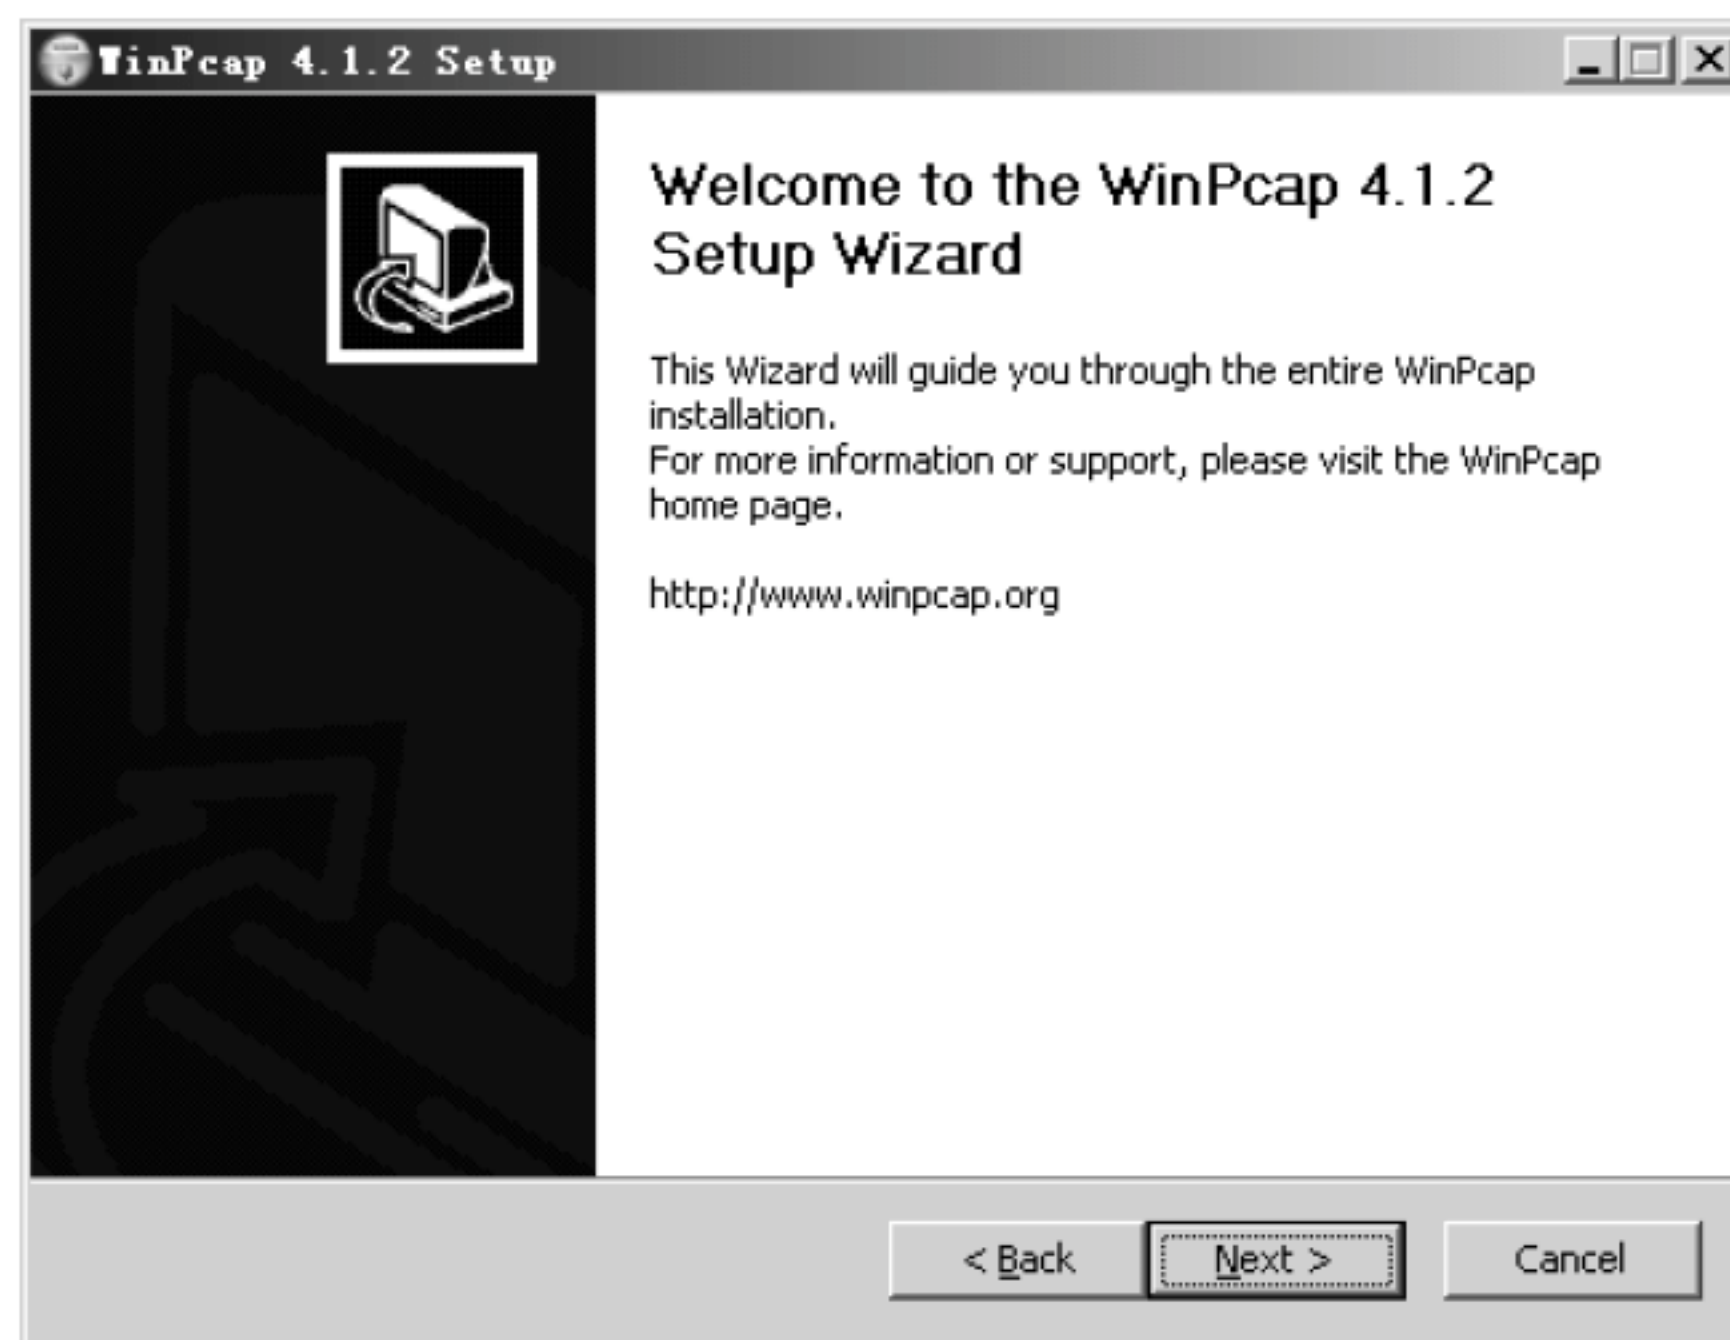 WinPcap 4.1.2 Setup
Welcome to the WinPcap 4.1.2
Setup Wizard
This Wizard will guide you through the entire WinPcap
installation.
For more information or support, please visit the WinPcap
home page.
http://www.winpcap.org
< Back
Next >
Cancel